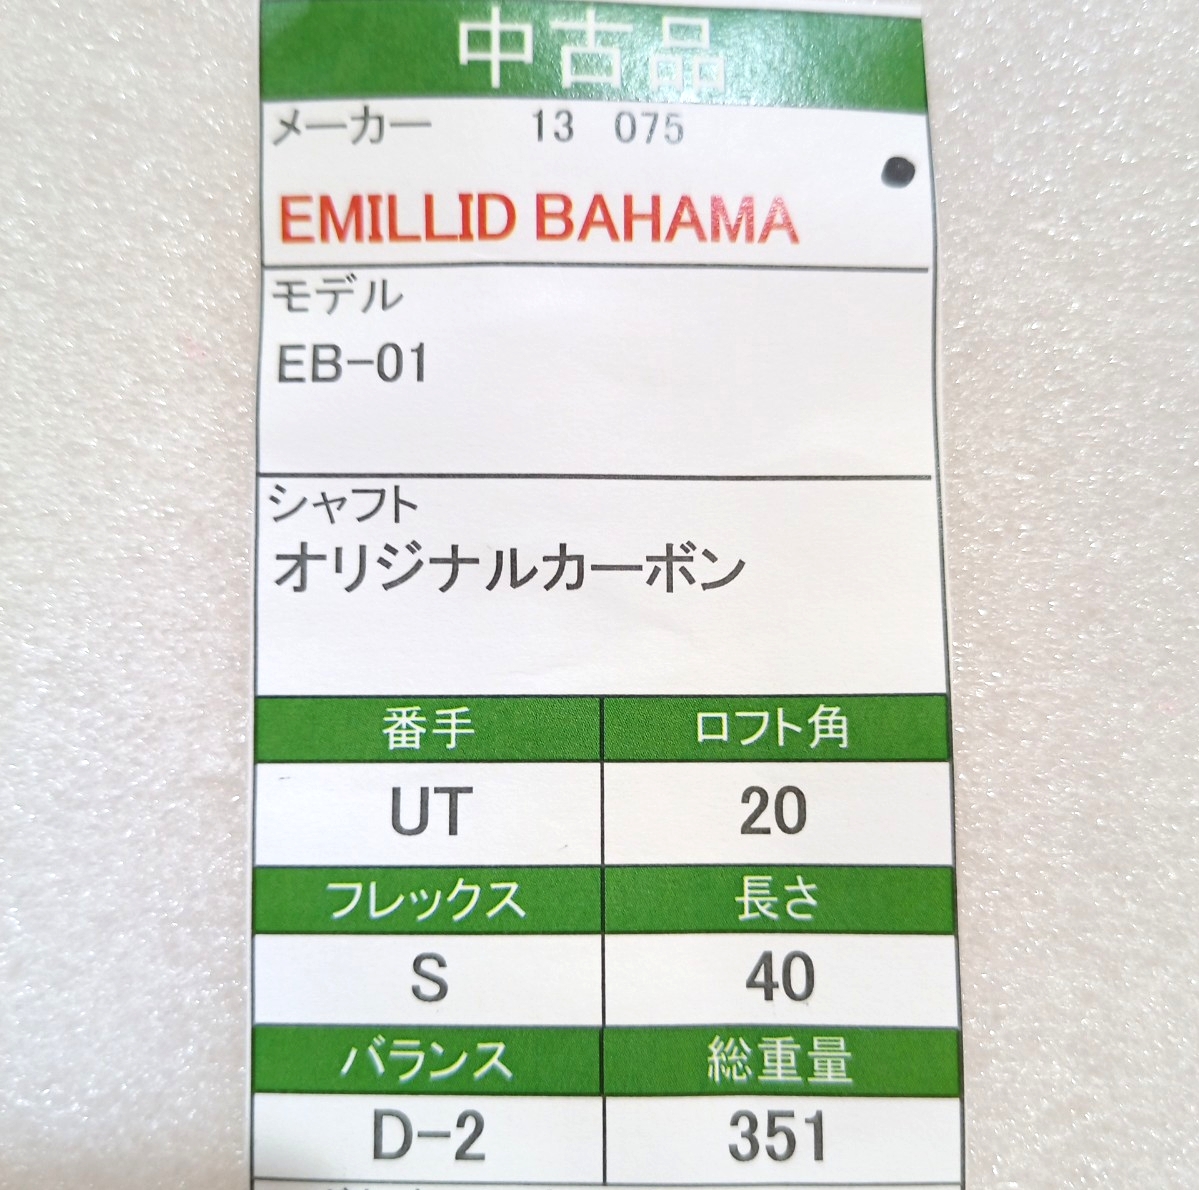 中古品
メーカー 13 075
EMILLID BAHAMA
モデル
EB-01
シャフト
オリジナルカーボン
番手 ロフト角
UT 20
フレックス 長さ
S 40
バランス 総重量
D-2 351